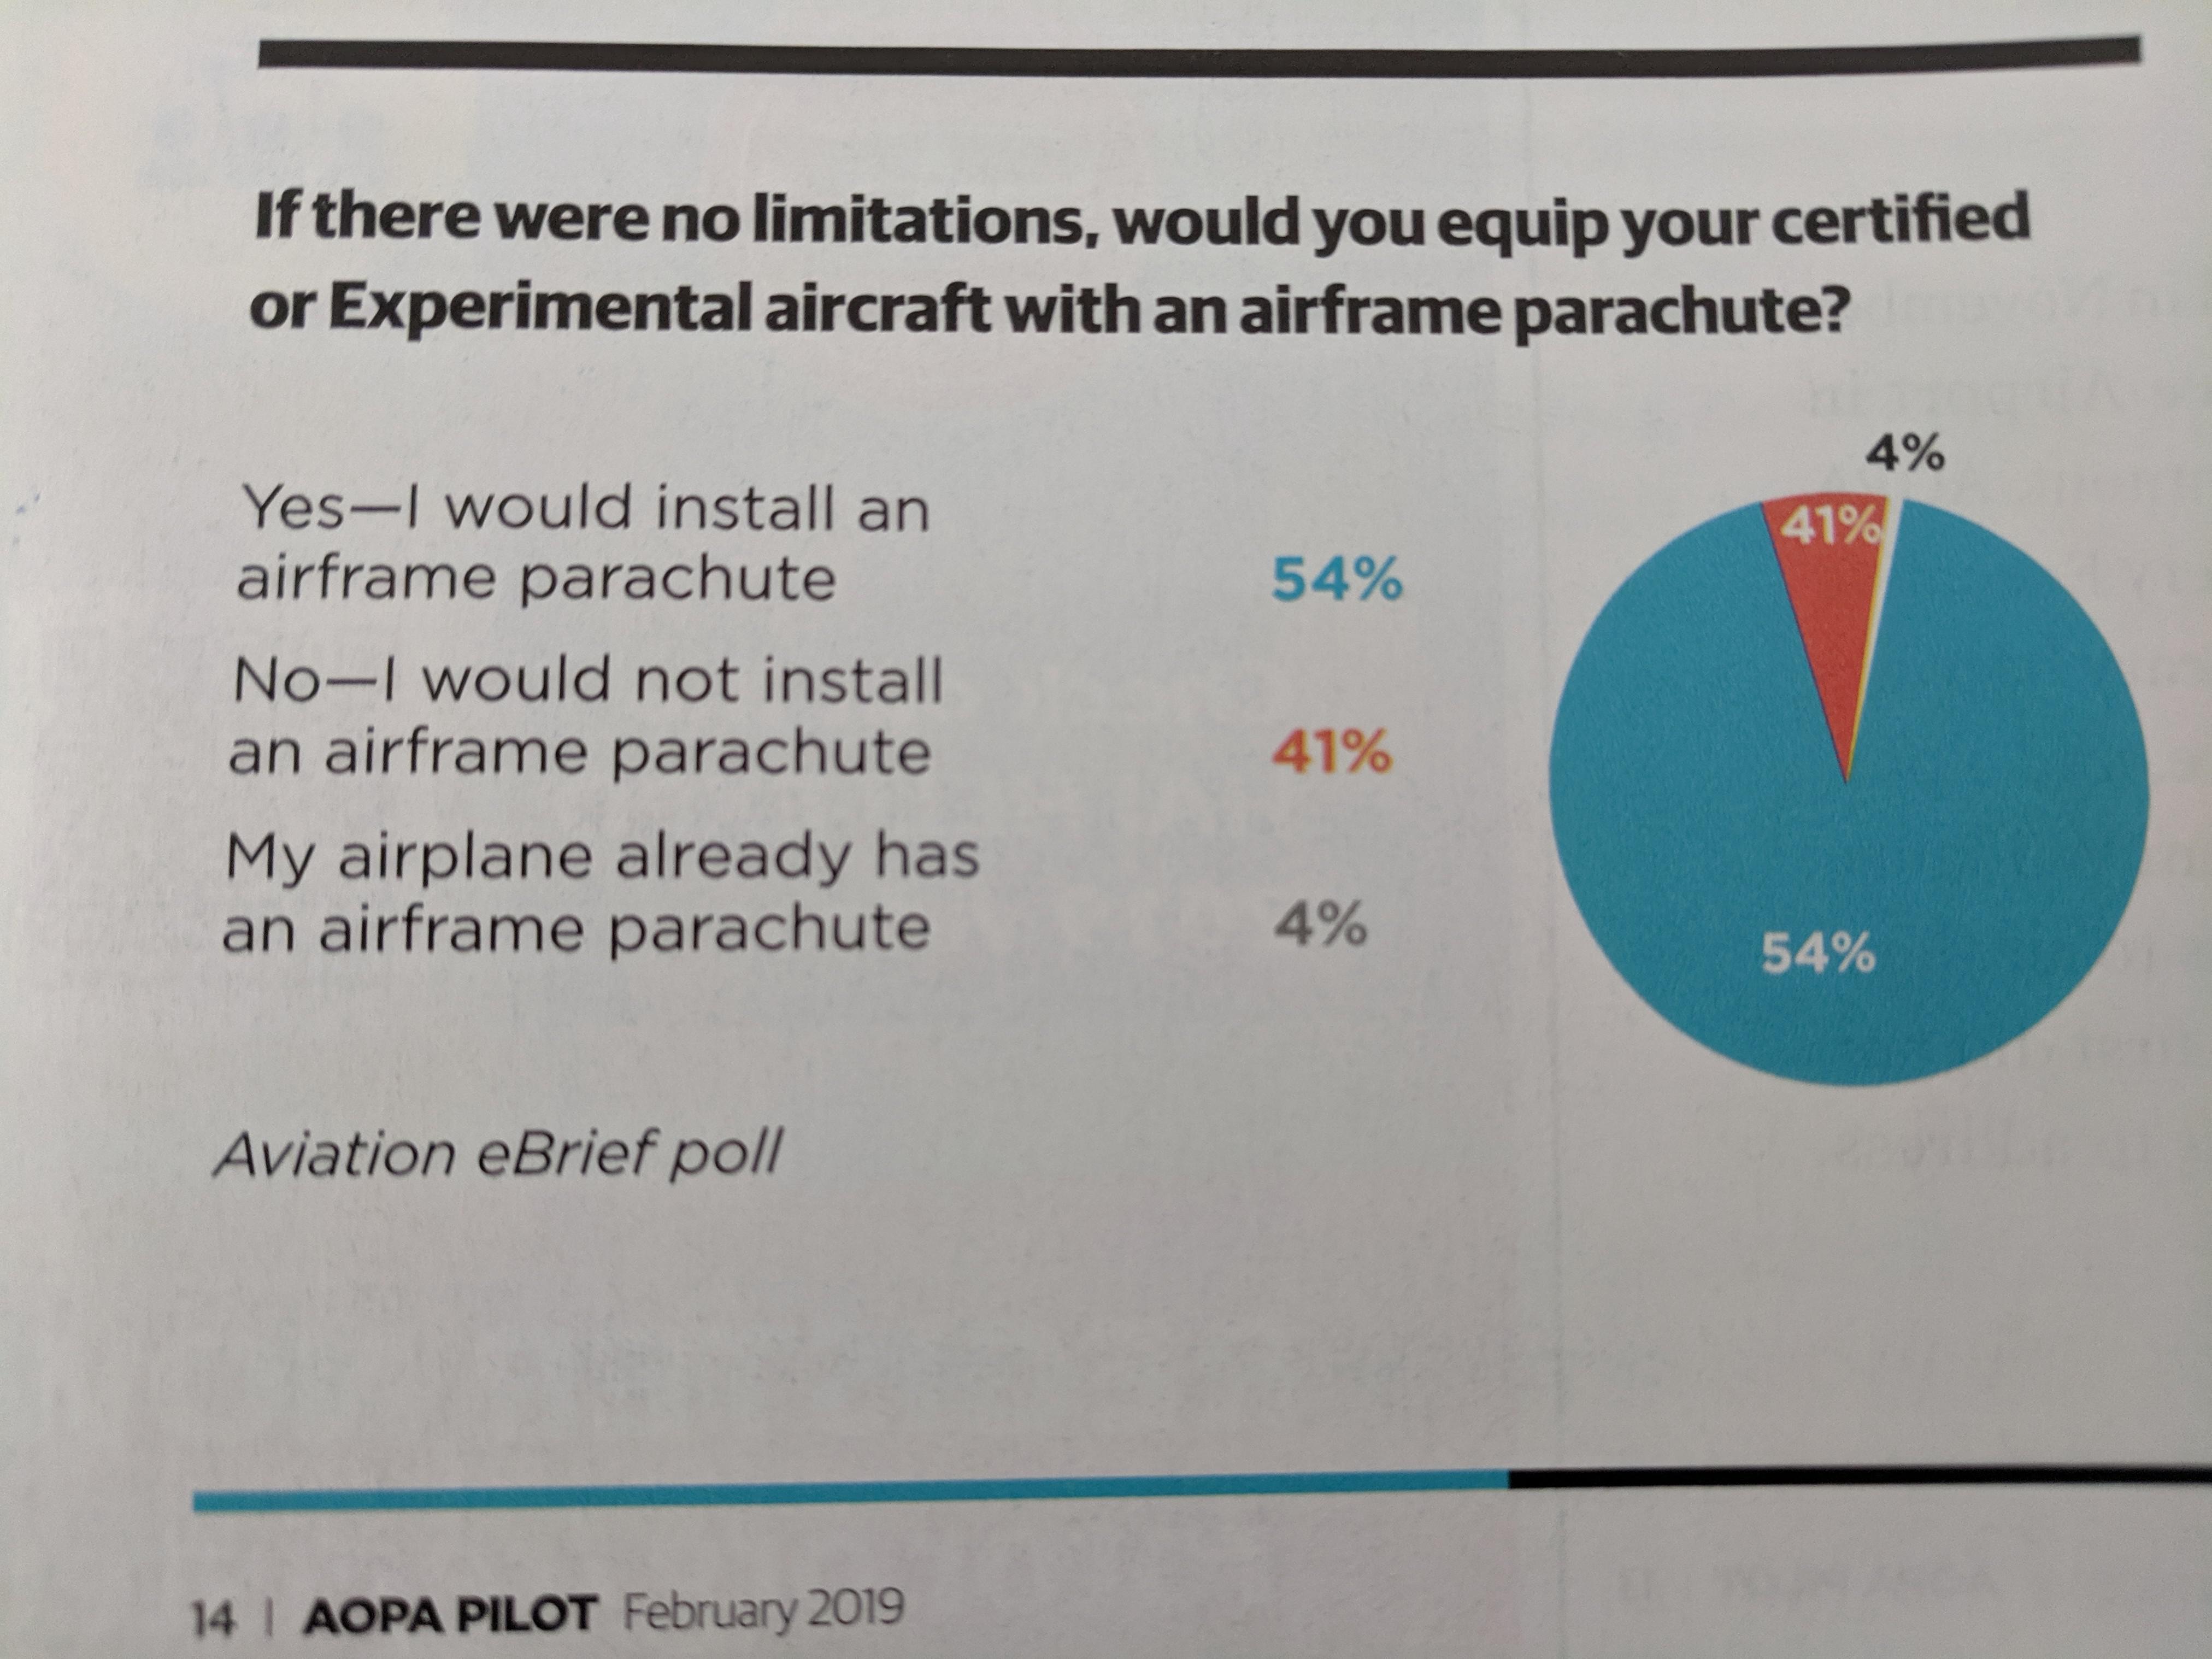 If there were no limitations, would you equip your certified
or Experimental aircraft with an airframe parachute?
Yes—I would install an
airframe parachute
54%
No—I would not install
an airframe parachute
41%
My airplane already has
an airframe parachute
4%
4%
41%
54%
Aviation eBrief poll
14 | AOPA PILOT February 2019